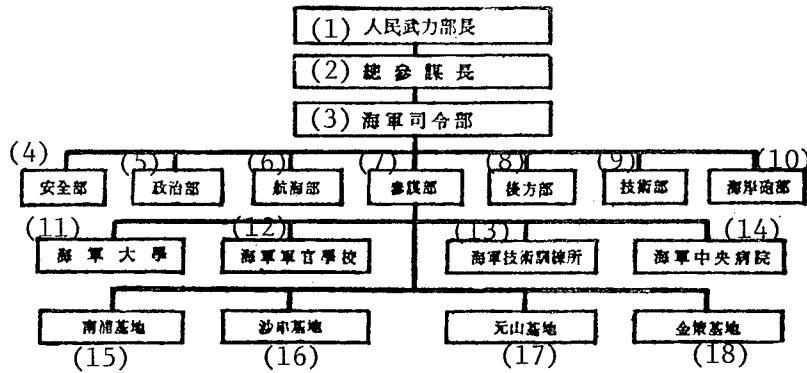 (1) 人民武力部長
(2) 總參謀長
(3) 海軍司令部
(4) (5) (6) (7) (8) (9) (10)
安全部 政治部 航海部 參謀部 後方部 技術部 海岸砲部
(11) (12) (13) (14)
海軍大學 海軍軍官學校 海軍技術訓練所 海軍中央病院
南浦基地 沙串基地 元山基地
(15) (16) (17) (18)